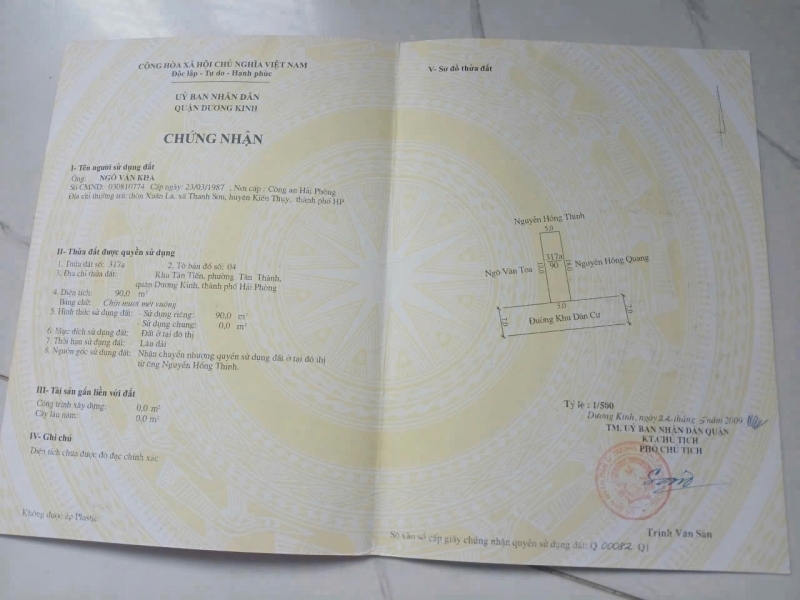 CỘNG HÒA XÃ HỘI CHỦ NGHĨA VIỆT NAM
Độc lập - Tự do - Hạnh phúc
UỶ BAN NHÂN DÂN
QUẬN DƯƠNG KINH
CHỨNG NHẬN
I- Tên người sử dụng đất
Ông: NGÔ VĂN KHA
Số CMND: 030810774 Cấp ngày: 23/03/1987 , Nơi cấp : Công an Hải Phòng
Địa chỉ thường trú: thôn Xuân La, xã Thanh Sơn, huyện Kiến Thụy, thành phố HP
II- Thửa đất được quyền sử dụng
1. Thửa đất số: 317a 2. Tờ bản đồ số: 04
3. Địa chỉ thửa đất: Khu Tân Tiến, phường Tân Thành,
quận Dương Kinh, thành phố Hải Phòng
4. Diện tích: 90,0 m²
Bằng chữ: Chín mươi mét vuông
5. Hình thức sử dụng đất: - Sử dụng riêng: 90,0 m²
- Sử dụng chung: 0,0 m²
6. Mục đích sử dụng đất: Đất ở tại đô thị
7. Thời hạn sử dụng đất: Lâu dài
8. Nguồn gốc sử dụng đất: Nhận chuyển nhượng quyền sử dụng đất ở tại đô thị
từ ông Nguyễn Hồng Thinh.
III- Tài sản gắn liền với đất
Công trình xây dựng: 0,0 m²
Cây lâu năm: 0,0 m²
IV- Ghi chú
Diện tích chưa được đo đạc chính xác
Không được ép Plastic
V- Sơ đồ thửa đất
Nguyễn Hồng Thinh
5,0
317a
90
Ngô Văn Toa
Nguyễn Hồng Quang
18,0
5,0
7,0
Đường Khu Dân Cư
7,0
Tỷ lệ : 1/500
Dương Kinh, ngày 22 tháng 5 năm 2009
TM. UỶ BAN NHÂN DÂN QUẬN
KT.CHỦ TỊCH
PHÓ CHỦ TỊCH
Trịnh Văn Sân
Số vào sổ cấp giấy chứng nhận quyền sử dụng đất: Q 00082 QI